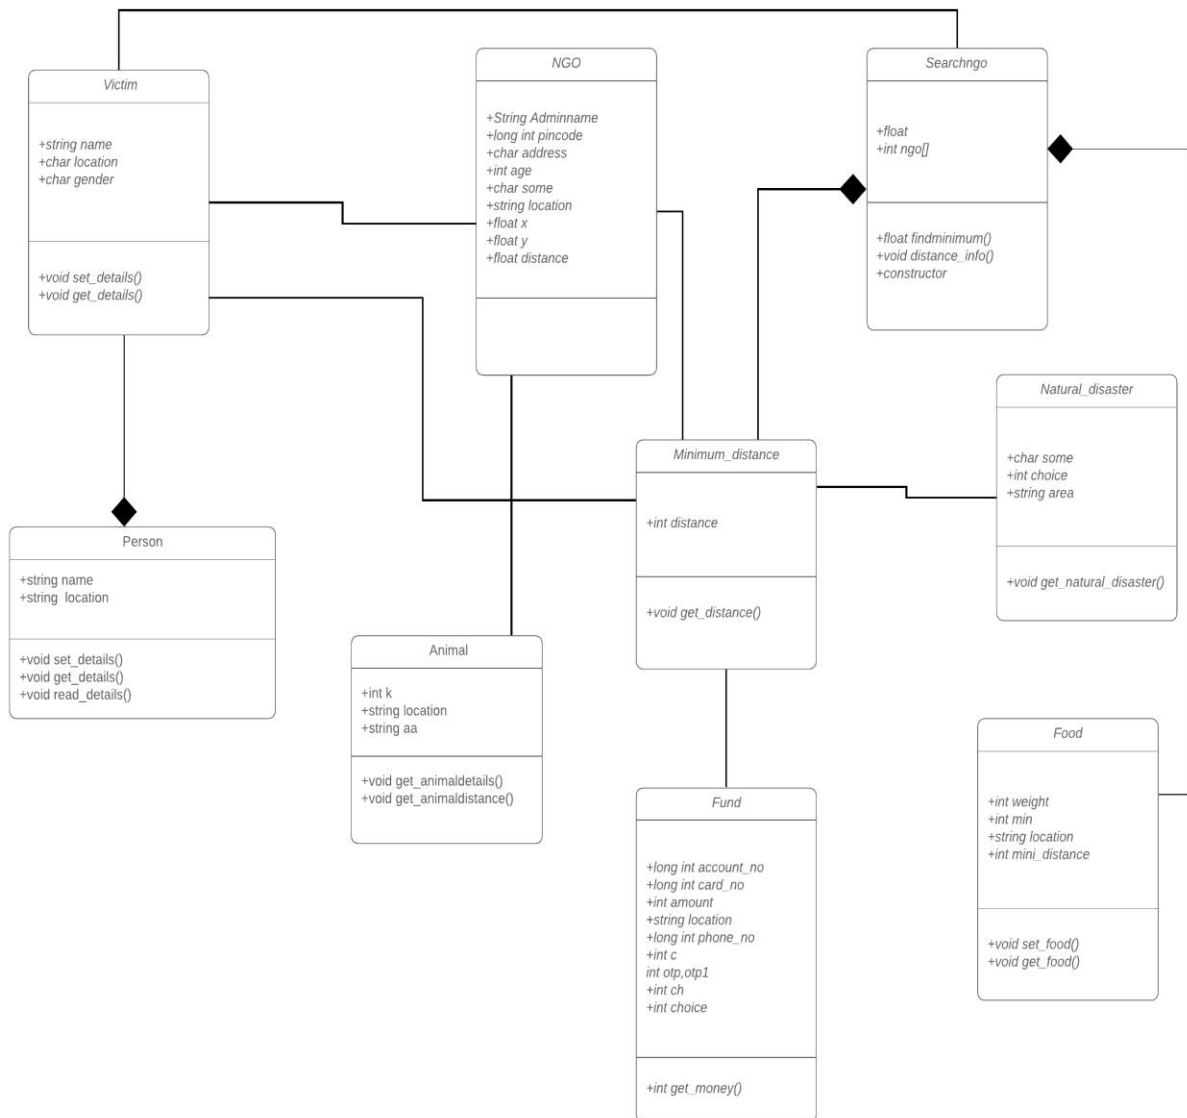 Victim
+string name
+char location
+char gender
+void set_details()
+void get_details()
NGO
+String Adminname
+long int pincode
+char address
+int age
+char some
+string location
+float x
+float y
+float distance
Searchngo
+float
+int ngo[]
+float findminimum()
+void distance_info()
+constructor
Natural_disaster
+char some
+int choice
+string area
+void get_natural_disaster()
Minimum_distance
+int distance
+void get_distance()
Person
+string name
+string  location
+void set_details()
+void get_details()
+void read_details()
Animal
+int k
+string location
+string aa
+void get_animaldetails()
+void get_animaldistance()
Fund
+long int account_no
+long int card_no
+int amount
+string location
+long int phone_no
+int c
int otp,otp1
+int ch
+int choice
+int get_money()
Food
+int weight
+int min
+string location
+int mini_distance
+void set_food()
+void get_food()